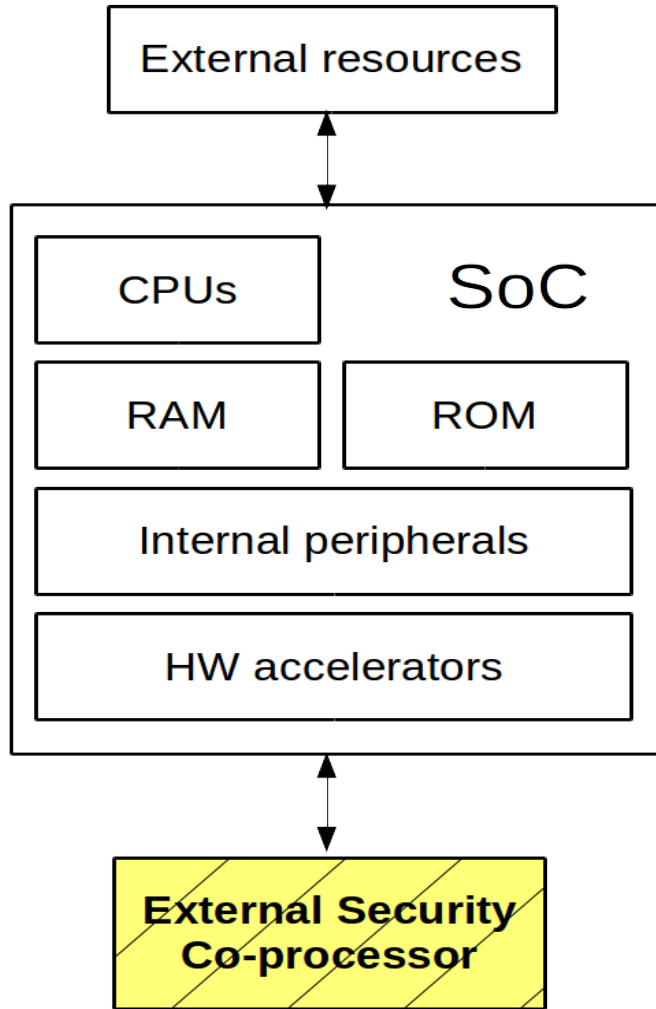 External resources
CPUs
SoC
RAM
ROM
Internal peripherals
HW accelerators
External Security
Co-processor